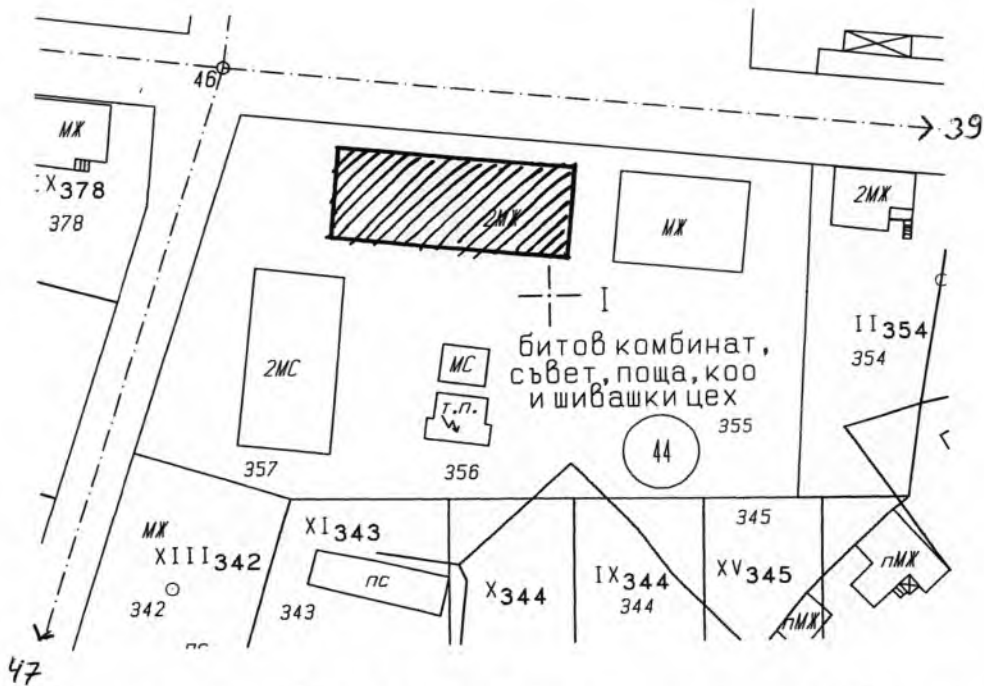 46
39
МЖ
IX378
378
2МЖ
МЖ
2МЖ
I
II354
354
битов комбинат,
съвет, поща, коо
и шивашки цех
2МС
МС
т.п.
44
355
357
356
МЖ
XIII342
342
XI343
343
пс
X344
IX344
344
345
XV345
пМЖ
пМЖ
47